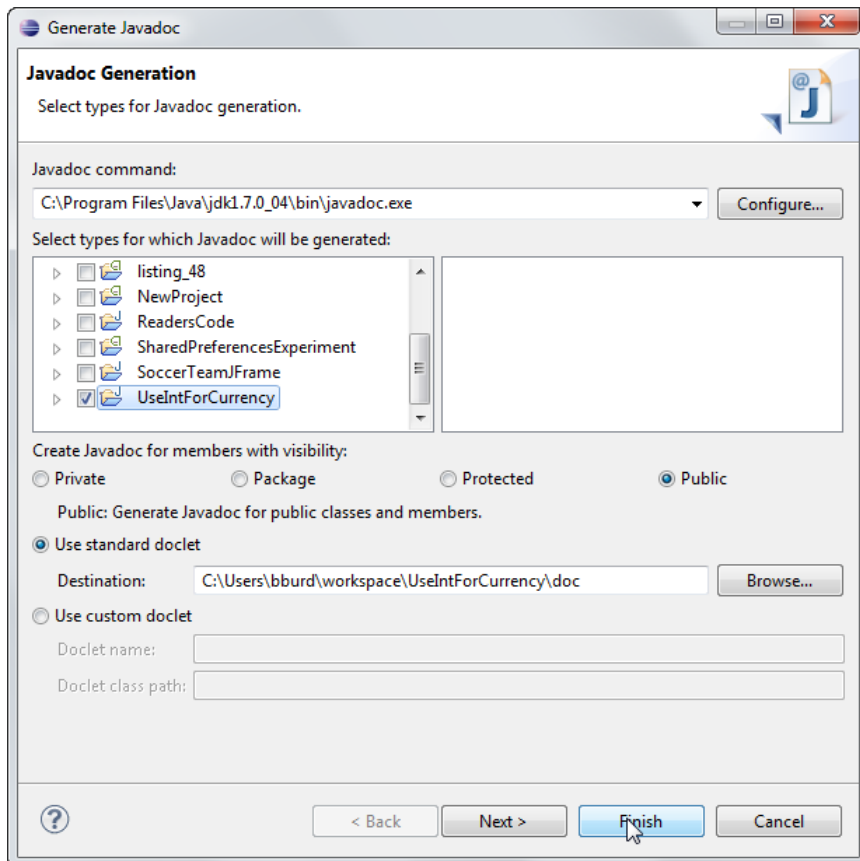 Generate Javadoc
Javadoc Generation
Select types for Javadoc generation.
@J
Javadoc command:
C:\Program Files\Java\jdk1.7.0_04\bin\javadoc.exe Configure...
Select types for which Javadoc will be generated:
listing_48
NewProject
ReadersCode
SharedPreferencesExperiment
SoccerTeamJFrame
UseIntForCurrency
Create Javadoc for members with visibility:
Private Package Protected Public
Public: Generate Javadoc for public classes and members.
Use standard doclet
Destination: C:\Users\bburd\workspace\UseIntForCurrency\doc Browse...
Use custom doclet
Doclet name:
Doclet class path:
? < Back Next > Finish Cancel